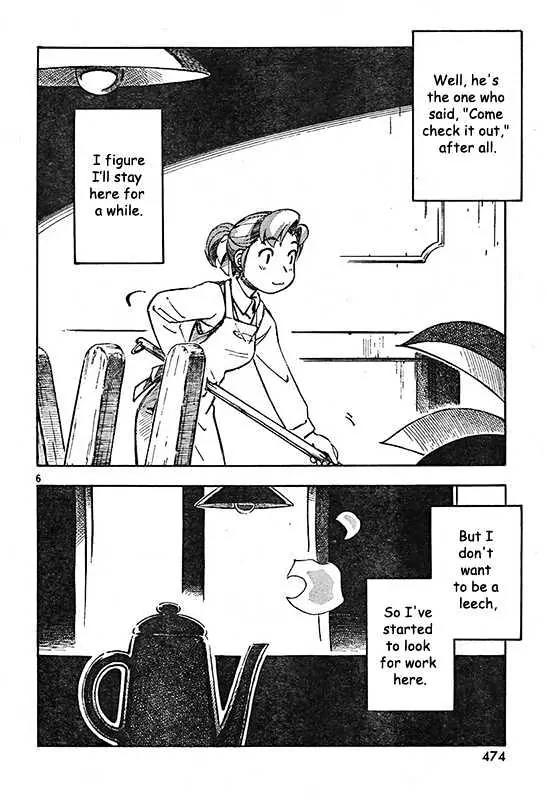 Well, he's
the one who
said, "Come
check it out,"
after all.
I figure
I'll stay
here for
a while.
6
But I
don't
want
to be a
leech,
So I've
started
to look
for work
here.
474